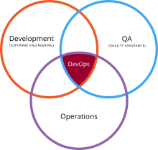 Development
(SOFTWARE ENGINEERING)
QA
(QUALITY ASSURANCE)
DevOps
Operations